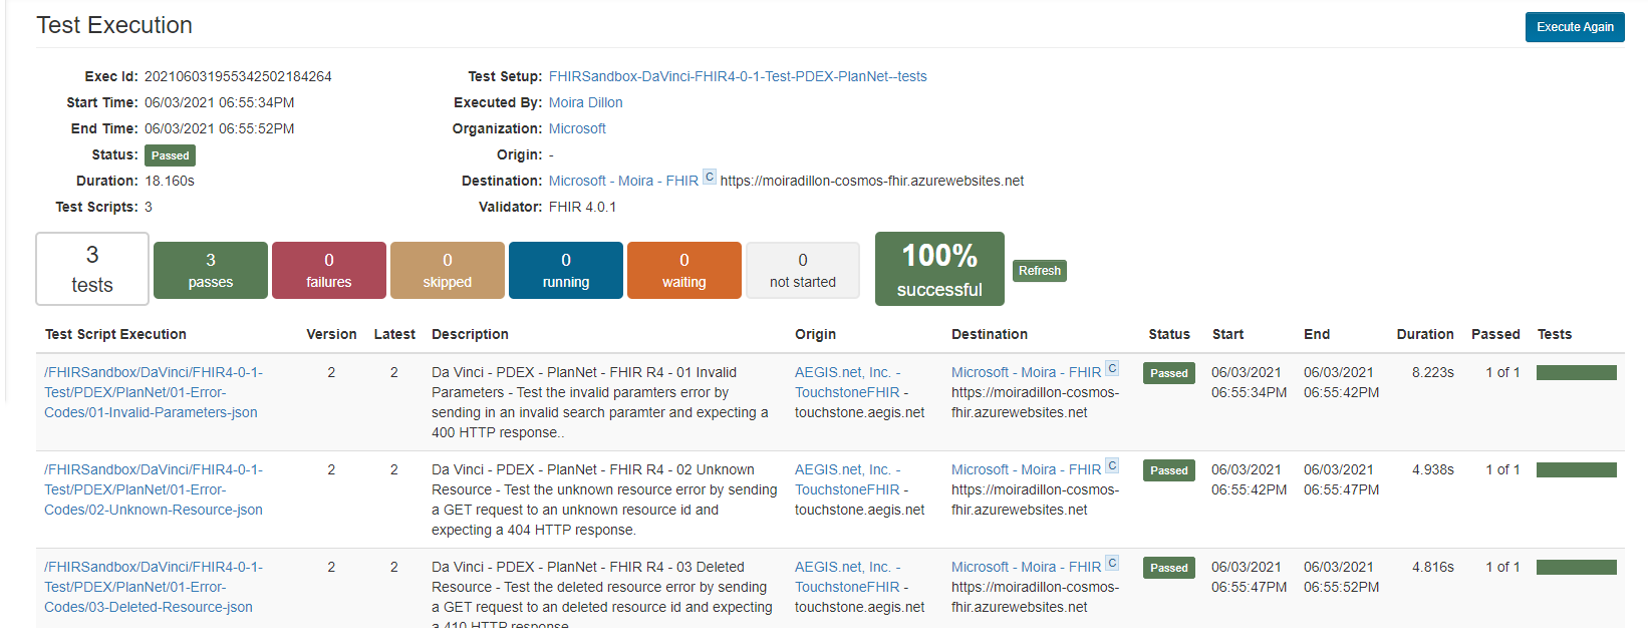 Test Execution
Execute Again
Exec Id: 202106031955342502184264
Test Setup: FHIRSandbox-DaVinci-FHIR4-0-1-Test-PDEX-PlanNet--tests
Start Time: 06/03/2021 06:55:34PM
Executed By: Moira Dillon
End Time: 06/03/2021 06:55:52PM
Organization: Microsoft
Status: Passed
Origin: -
Duration: 18.160s
Destination: Microsoft - Moira - FHIR C https://moiradillon-cosmos-fhir.azurewebsites.net
Test Scripts: 3
Validator: FHIR 4.0.1
3
tests
3
passes
0
failures
0
skipped
0
running
0
waiting
0
not started
100%
successful
Refresh
Test Script Execution Version Latest Description Origin Destination Status Start End Duration Passed Tests
/FHIRSandbox/DaVinci/FHIR4-0-1-
Test/PDEX/PlanNet/01-Error-
Codes/01-Invalid-Parameters-json
2
2
Da Vinci - PDEX - PlanNet - FHIR R4 - 01 Invalid
Parameters - Test the invalid paramters error by
sending in an invalid search paramter and expecting a
400 HTTP response..
AEGIS.net, Inc. -
TouchstoneFHIR -
touchstone.aegis.net
Microsoft - Moira - FHIR C
https://moiradillon-cosmos-
fhir.azurewebsites.net
Passed
06/03/2021
06:55:34PM
06/03/2021
06:55:42PM
8.223s
1 of 1
/FHIRSandbox/DaVinci/FHIR4-0-1-
Test/PDEX/PlanNet/01-Error-
Codes/02-Unknown-Resource-json
2
2
Da Vinci - PDEX - PlanNet - FHIR R4 - 02 Unknown
Resource - Test the unknown resource error by sending
a GET request to an unknown resource id and
expecting a 404 HTTP response.
AEGIS.net, Inc. -
TouchstoneFHIR -
touchstone.aegis.net
Microsoft - Moira - FHIR C
https://moiradillon-cosmos-
fhir.azurewebsites.net
Passed
06/03/2021
06:55:42PM
06/03/2021
06:55:47PM
4.938s
1 of 1
/FHIRSandbox/DaVinci/FHIR4-0-1-
Test/PDEX/PlanNet/01-Error-
Codes/03-Deleted-Resource-json
2
2
Da Vinci - PDEX - PlanNet - FHIR R4 - 03 Deleted
Resource - Test the deleted resource error by sending
a GET request to an deleted resource id and expecting
a 410 HTTP response
AEGIS.net, Inc. -
TouchstoneFHIR -
touchstone.aegis.net
Microsoft - Moira - FHIR C
https://moiradillon-cosmos-
fhir.azurewebsites.net
Passed
06/03/2021
06:55:47PM
06/03/2021
06:55:52PM
4.816s
1 of 1